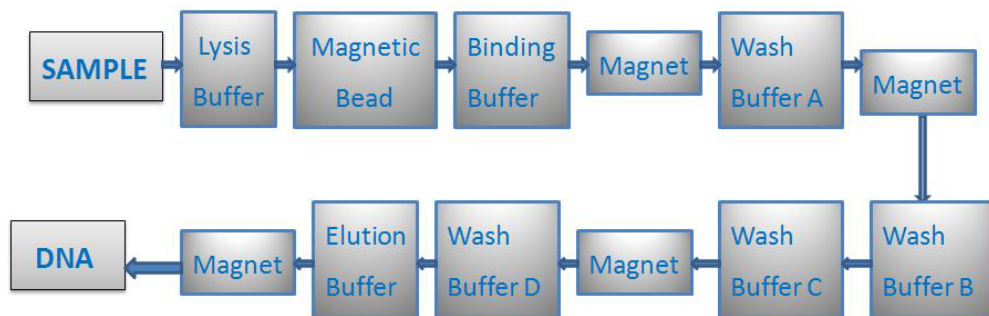 SAMPLE
Lysis
Buffer
Magnetic
Bead
Binding
Buffer
Magnet
Wash
Buffer A
Magnet
Wash
Buffer B
Wash
Buffer C
Magnet
Wash
Buffer D
Elution
Buffer
Magnet
DNA